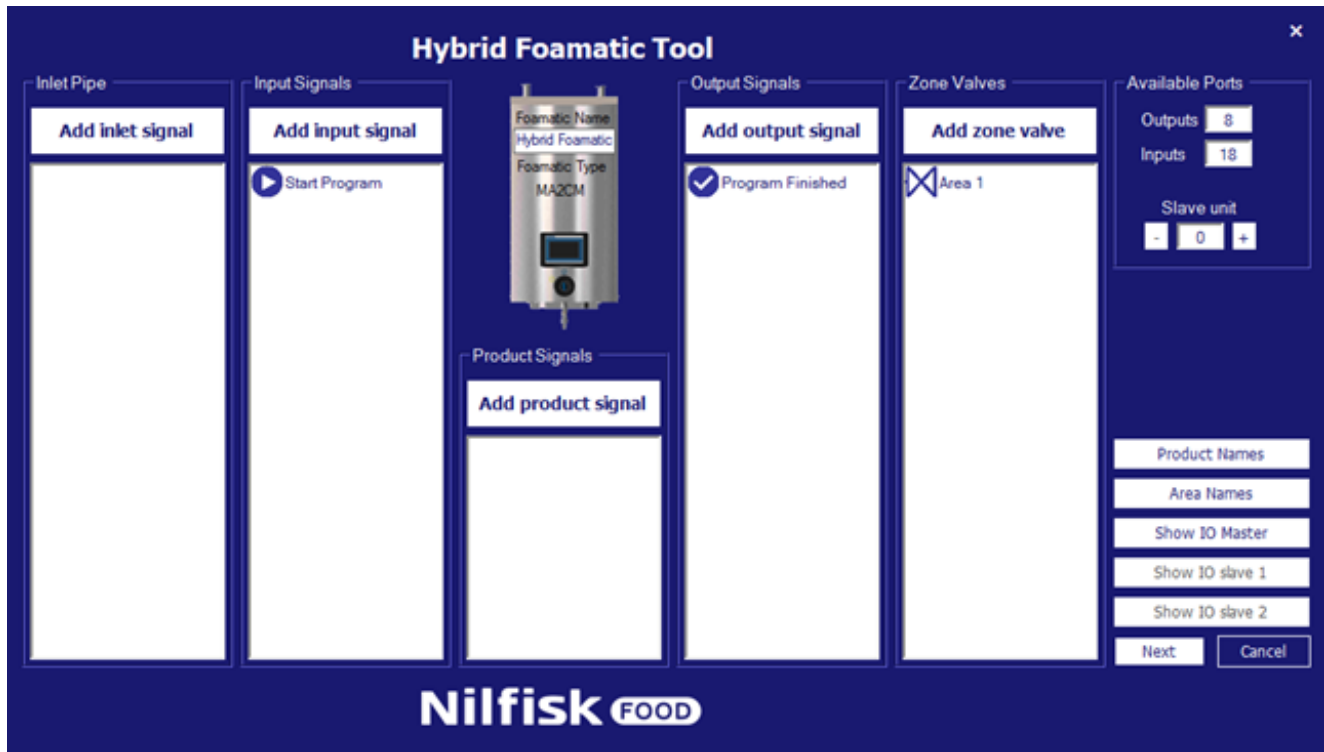 ×
Hybrid Foamatic Tool
Inlet Pipe
Add inlet signal
Input Signals
Add input signal
Start Program
Foamatic Name
Hybrid Foamatic
Foamatic Type
MA2CM
Product Signals
Add product signal
Output Signals
Add output signal
Program Finished
Zone Valves
Add zone valve
Area 1
Available Ports
Outputs 8
Inputs 18
Slave unit
- 0 +
Product Names
Area Names
Show IO Master
Show IO slave 1
Show IO slave 2
Next Cancel
Nilfisk FOOD